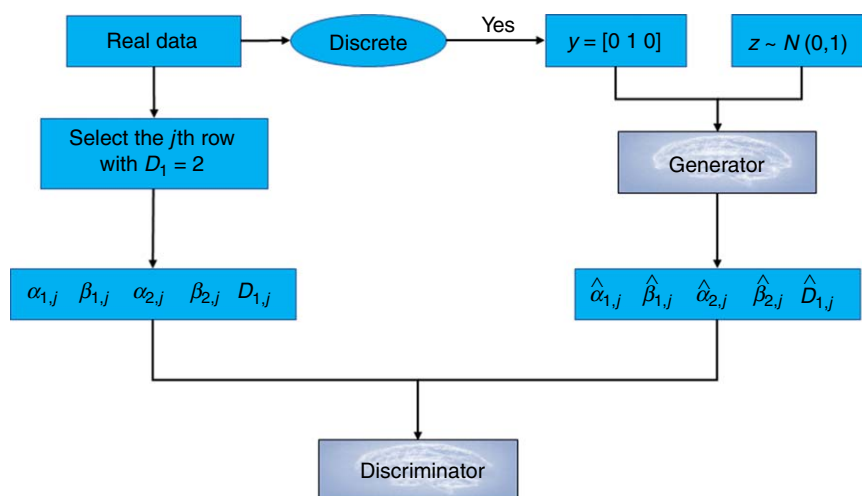 Real data
Discrete
Yes
y = [0 1 0]
z ~ N (0,1)
Select the jth row
with D₁ = 2
Generator
α₁,ⱼ β₁,ⱼ α₂,ⱼ β₂,ⱼ D₁,ⱼ
α̂₁,ⱼ β̂₁,ⱼ α̂₂,ⱼ β̂₂,ⱼ D̂₁,ⱼ
Discriminator